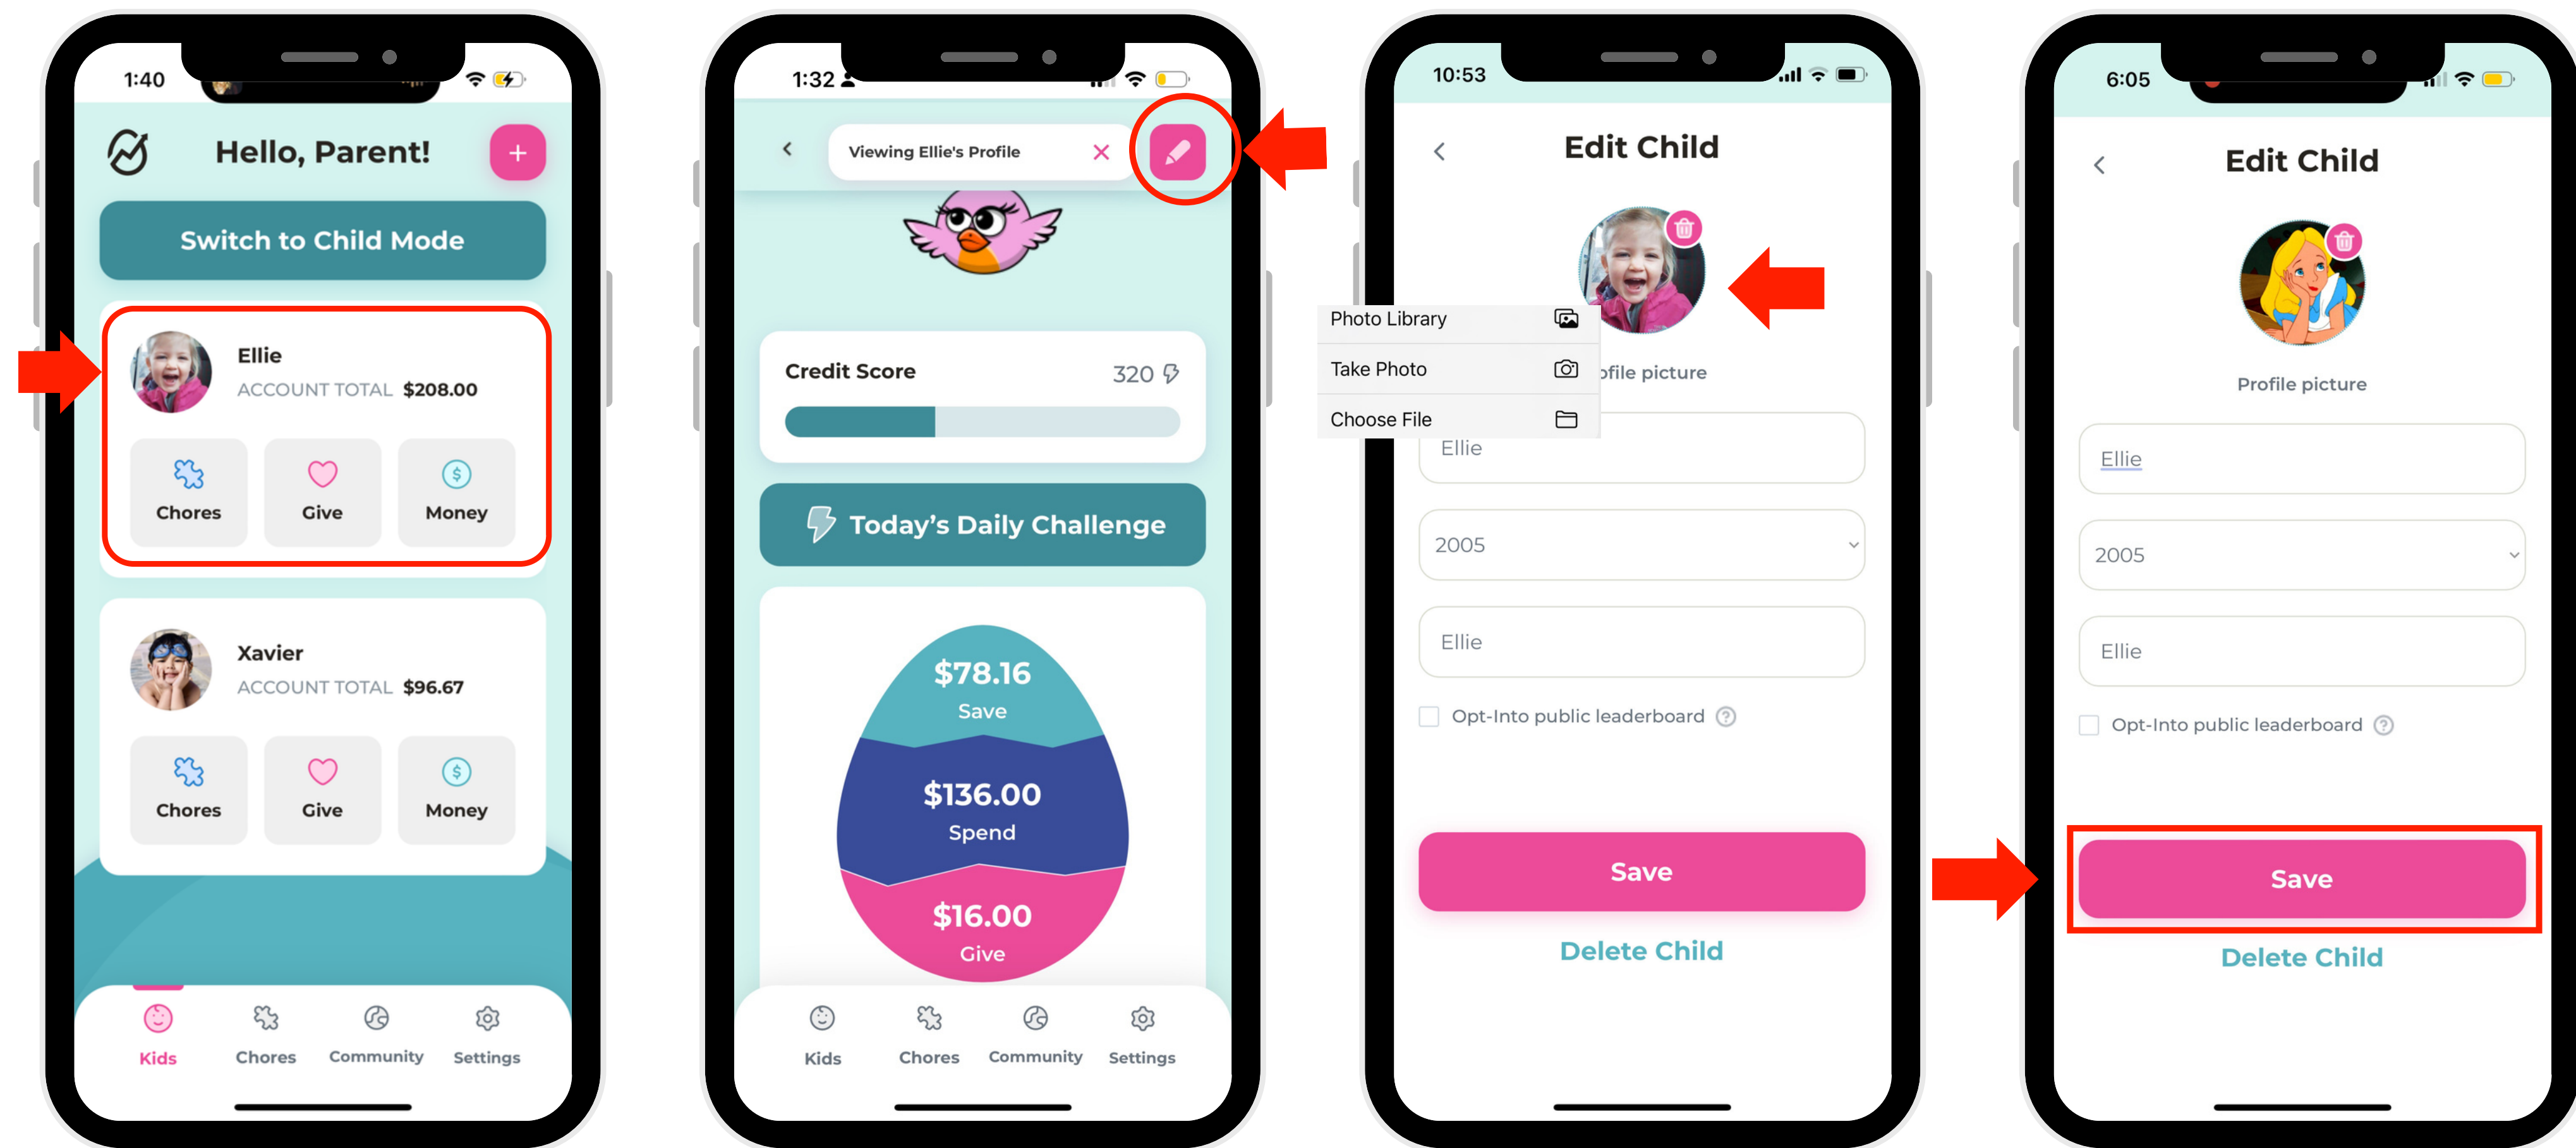 1:40
Hello, Parent!
+
Switch to Child Mode
Ellie
ACCOUNT TOTAL $208.00
Chores Give Money
Xavier
ACCOUNT TOTAL $96.67
Chores Give Money
Kids Chores Community Settings
1:32
Viewing Ellie's Profile
Credit Score 320
Today's Daily Challenge
$78.16
Save
$136.00
Spend
$16.00
Give
Kids Chores Community Settings
10:53
Edit Child
Photo Library
Take Photo
Choose File
ofile picture
Ellie
2005
Ellie
Opt-Into public leaderboard ?
Save
Delete Child
6:05
Edit Child
Profile picture
Ellie
2005
Ellie
Opt-Into public leaderboard ?
Save
Delete Child